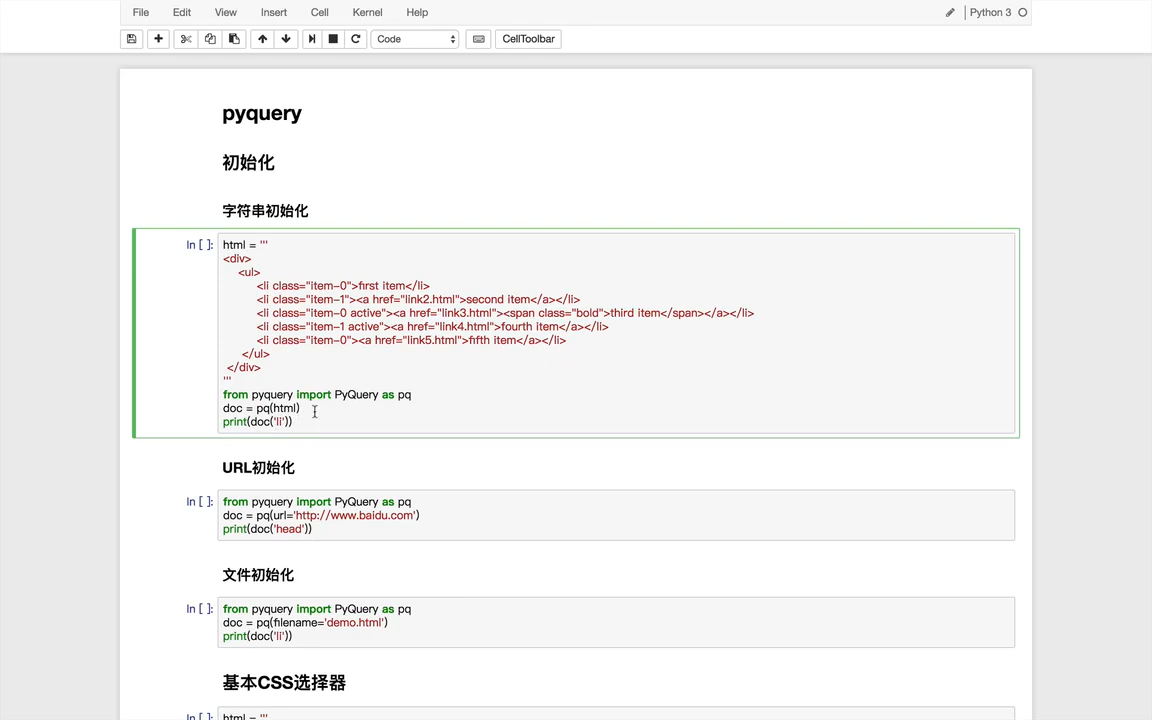 File Edit View Insert Cell Kernel Help Python 3
Code CellToolbar
pyquery
初始化
字符串初始化
In [ ]: html = '''
<div>
<ul>
<li class="item-0">first item</li>
<li class="item-1"><a href="link2.html">second item</a></li>
<li class="item-0 active"><a href="link3.html"><span class="bold">third item</span></a></li>
<li class="item-1 active"><a href="link4.html">fourth item</a></li>
<li class="item-0"><a href="link5.html">fifth item</a></li>
</ul>
</div>
'''
from pyquery import PyQuery as pq
doc = pq(html)
print(doc('li'))
URL初始化
In [ ]: from pyquery import PyQuery as pq
doc = pq(url='http://www.baidu.com')
print(doc('head'))
文件初始化
In [ ]: from pyquery import PyQuery as pq
doc = pq(filename='demo.html')
print(doc('li'))
基本CSS选择器
In [ ]: html = '''